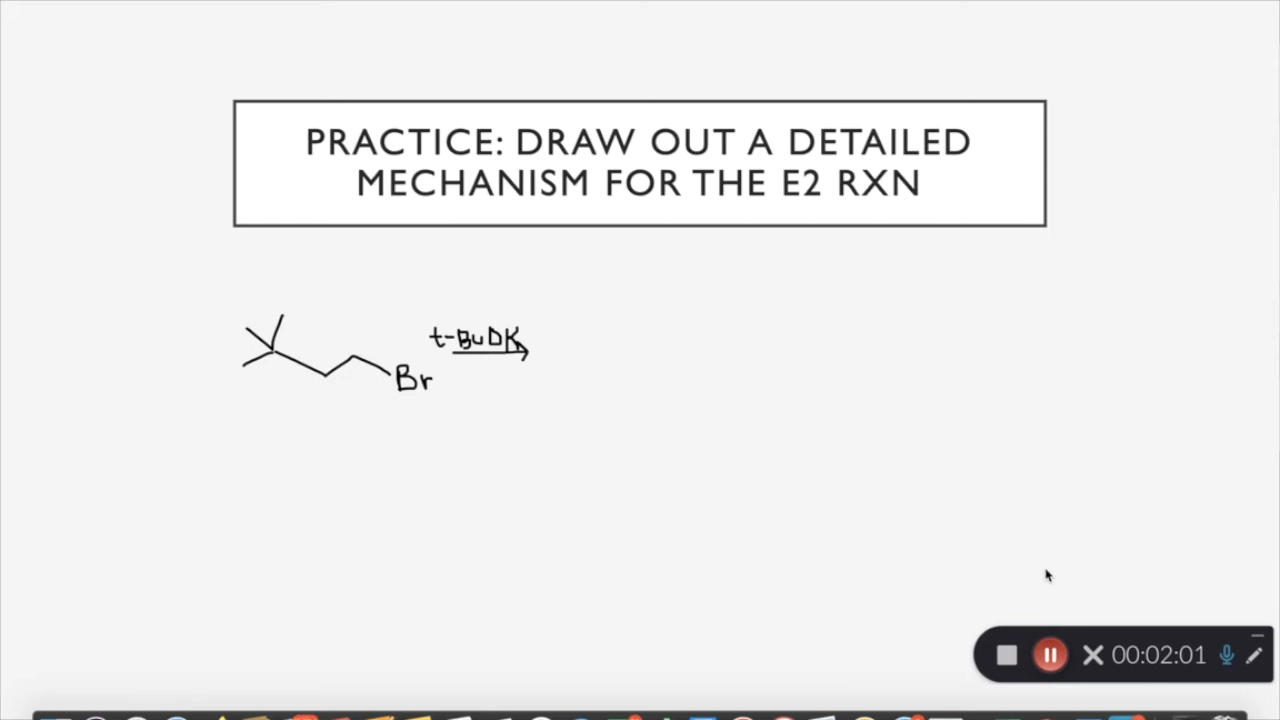 PRACTICE: DRAW OUT A DETAILED
MECHANISM FOR THE E2 RXN
t-BuOK
Br
00:02:01